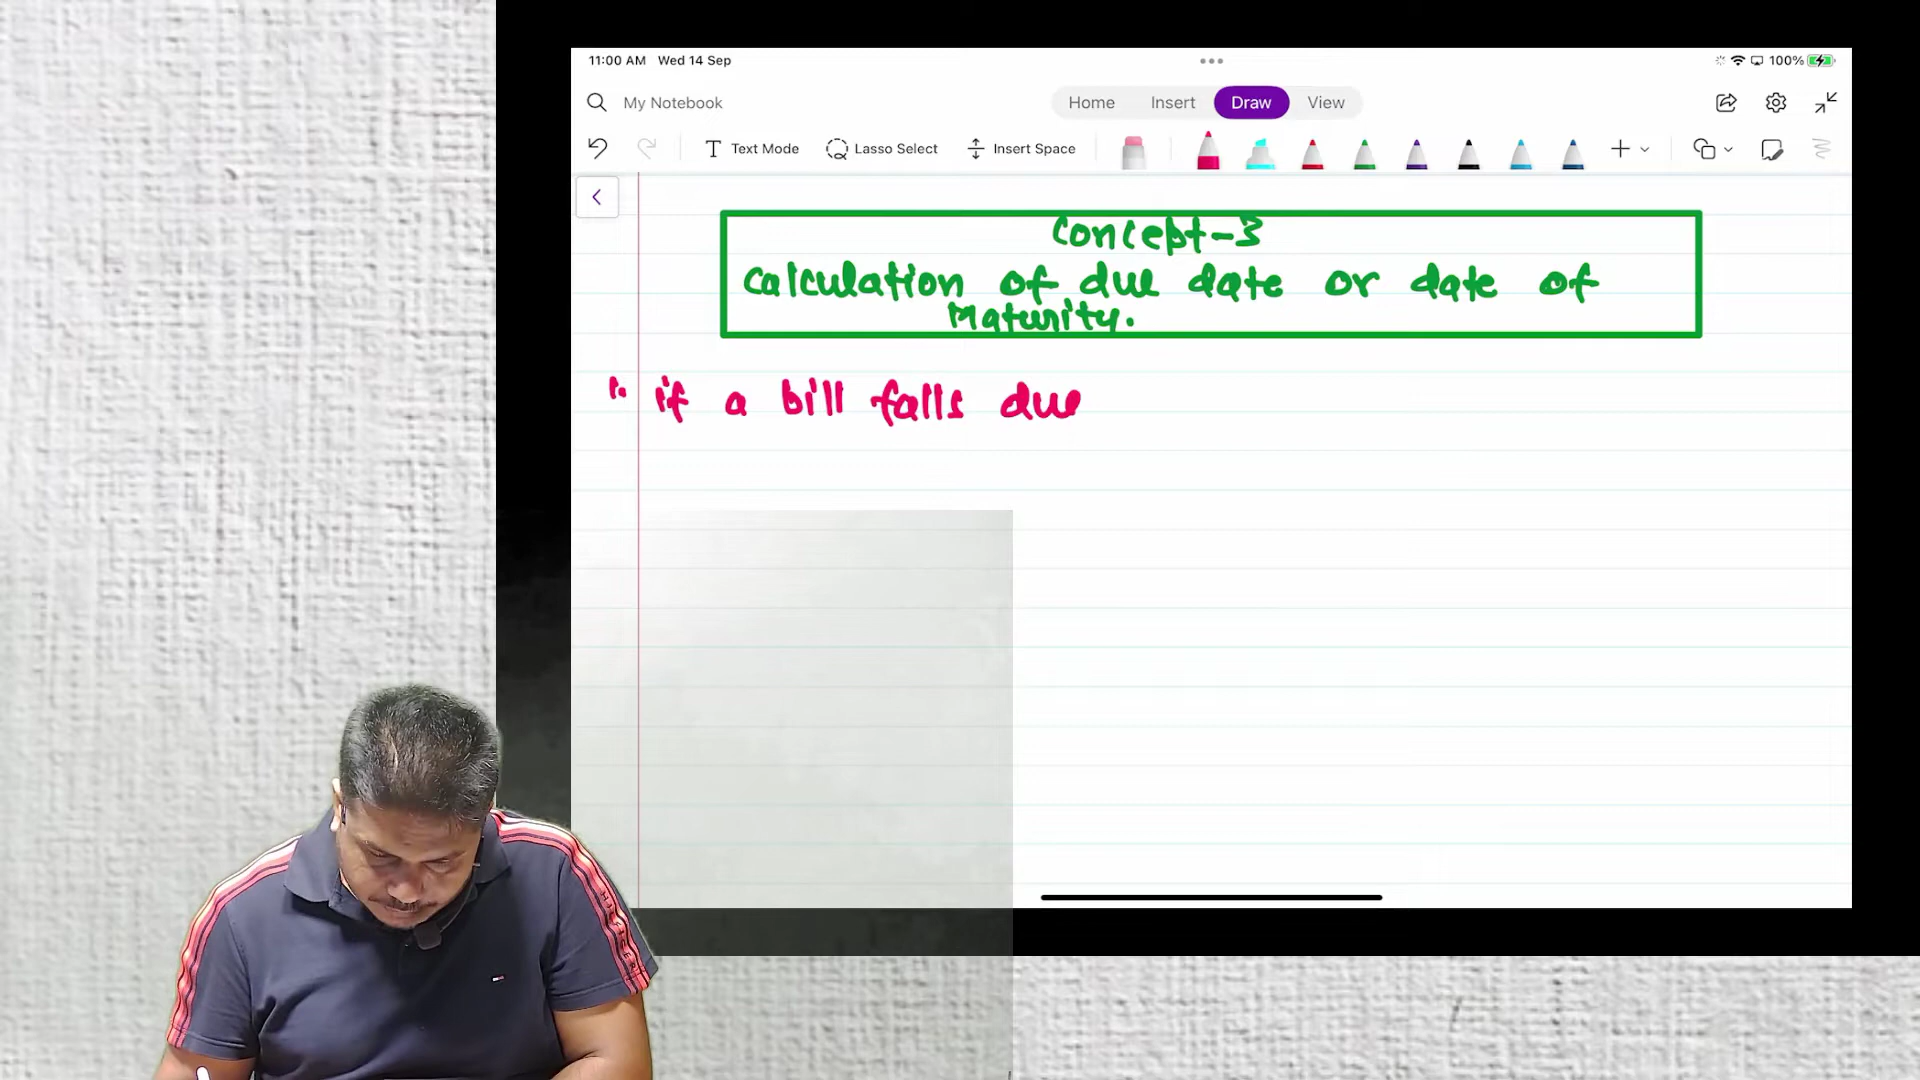 11:00 AM Wed 14 Sep
100%
My Notebook
Home Insert Draw View
Text Mode Lasso Select Insert Space
Concept-3
Calculation of due date or date of
Maturity.
1. if a bill falls due